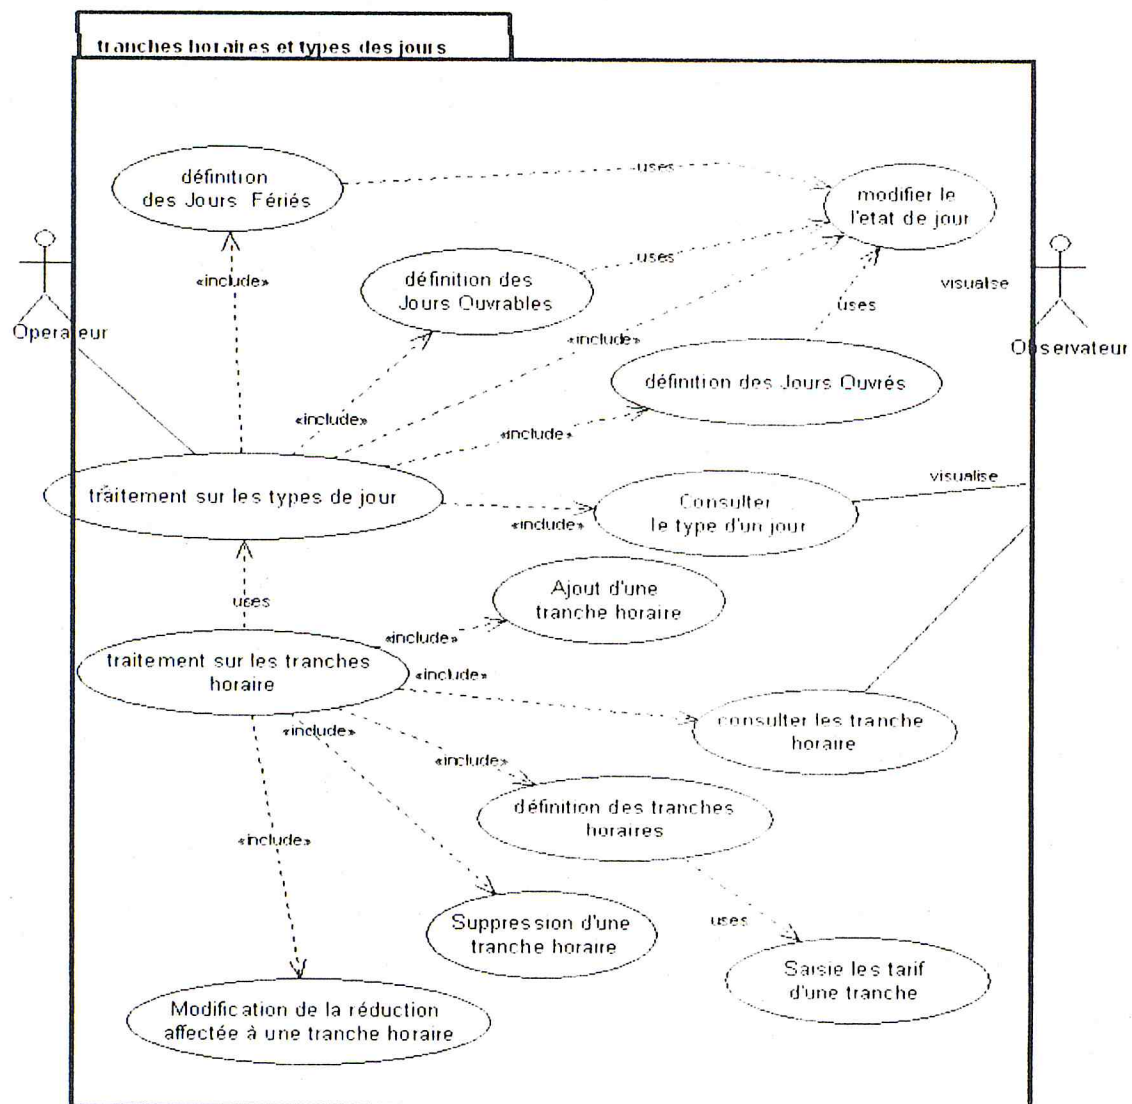 tranches horaires et types des jours
définition
des Jours Fériés
uses
modifier le
l'etat de jour
«include»
définition des
Jours Ouvrables
uses
visualse
uses
Operateur
Observateur
«include»
définition des Jours Ouvrés
«include»
«include»
traitement sur les types de jour
Consulter
le type d'un jour
visualise
«include»
uses
Ajout d'une
tranche horaire
«include»
traitement sur les tranches
horaire
«include»
consulter les tranche
horaire
«include»
«include»
définition des tranches
horaires
«include»
Suppression d'une
tranche horaire
uses
Saisie les tarif
d'une tranche
Modification de la réduction
affectée à une tranche horaire